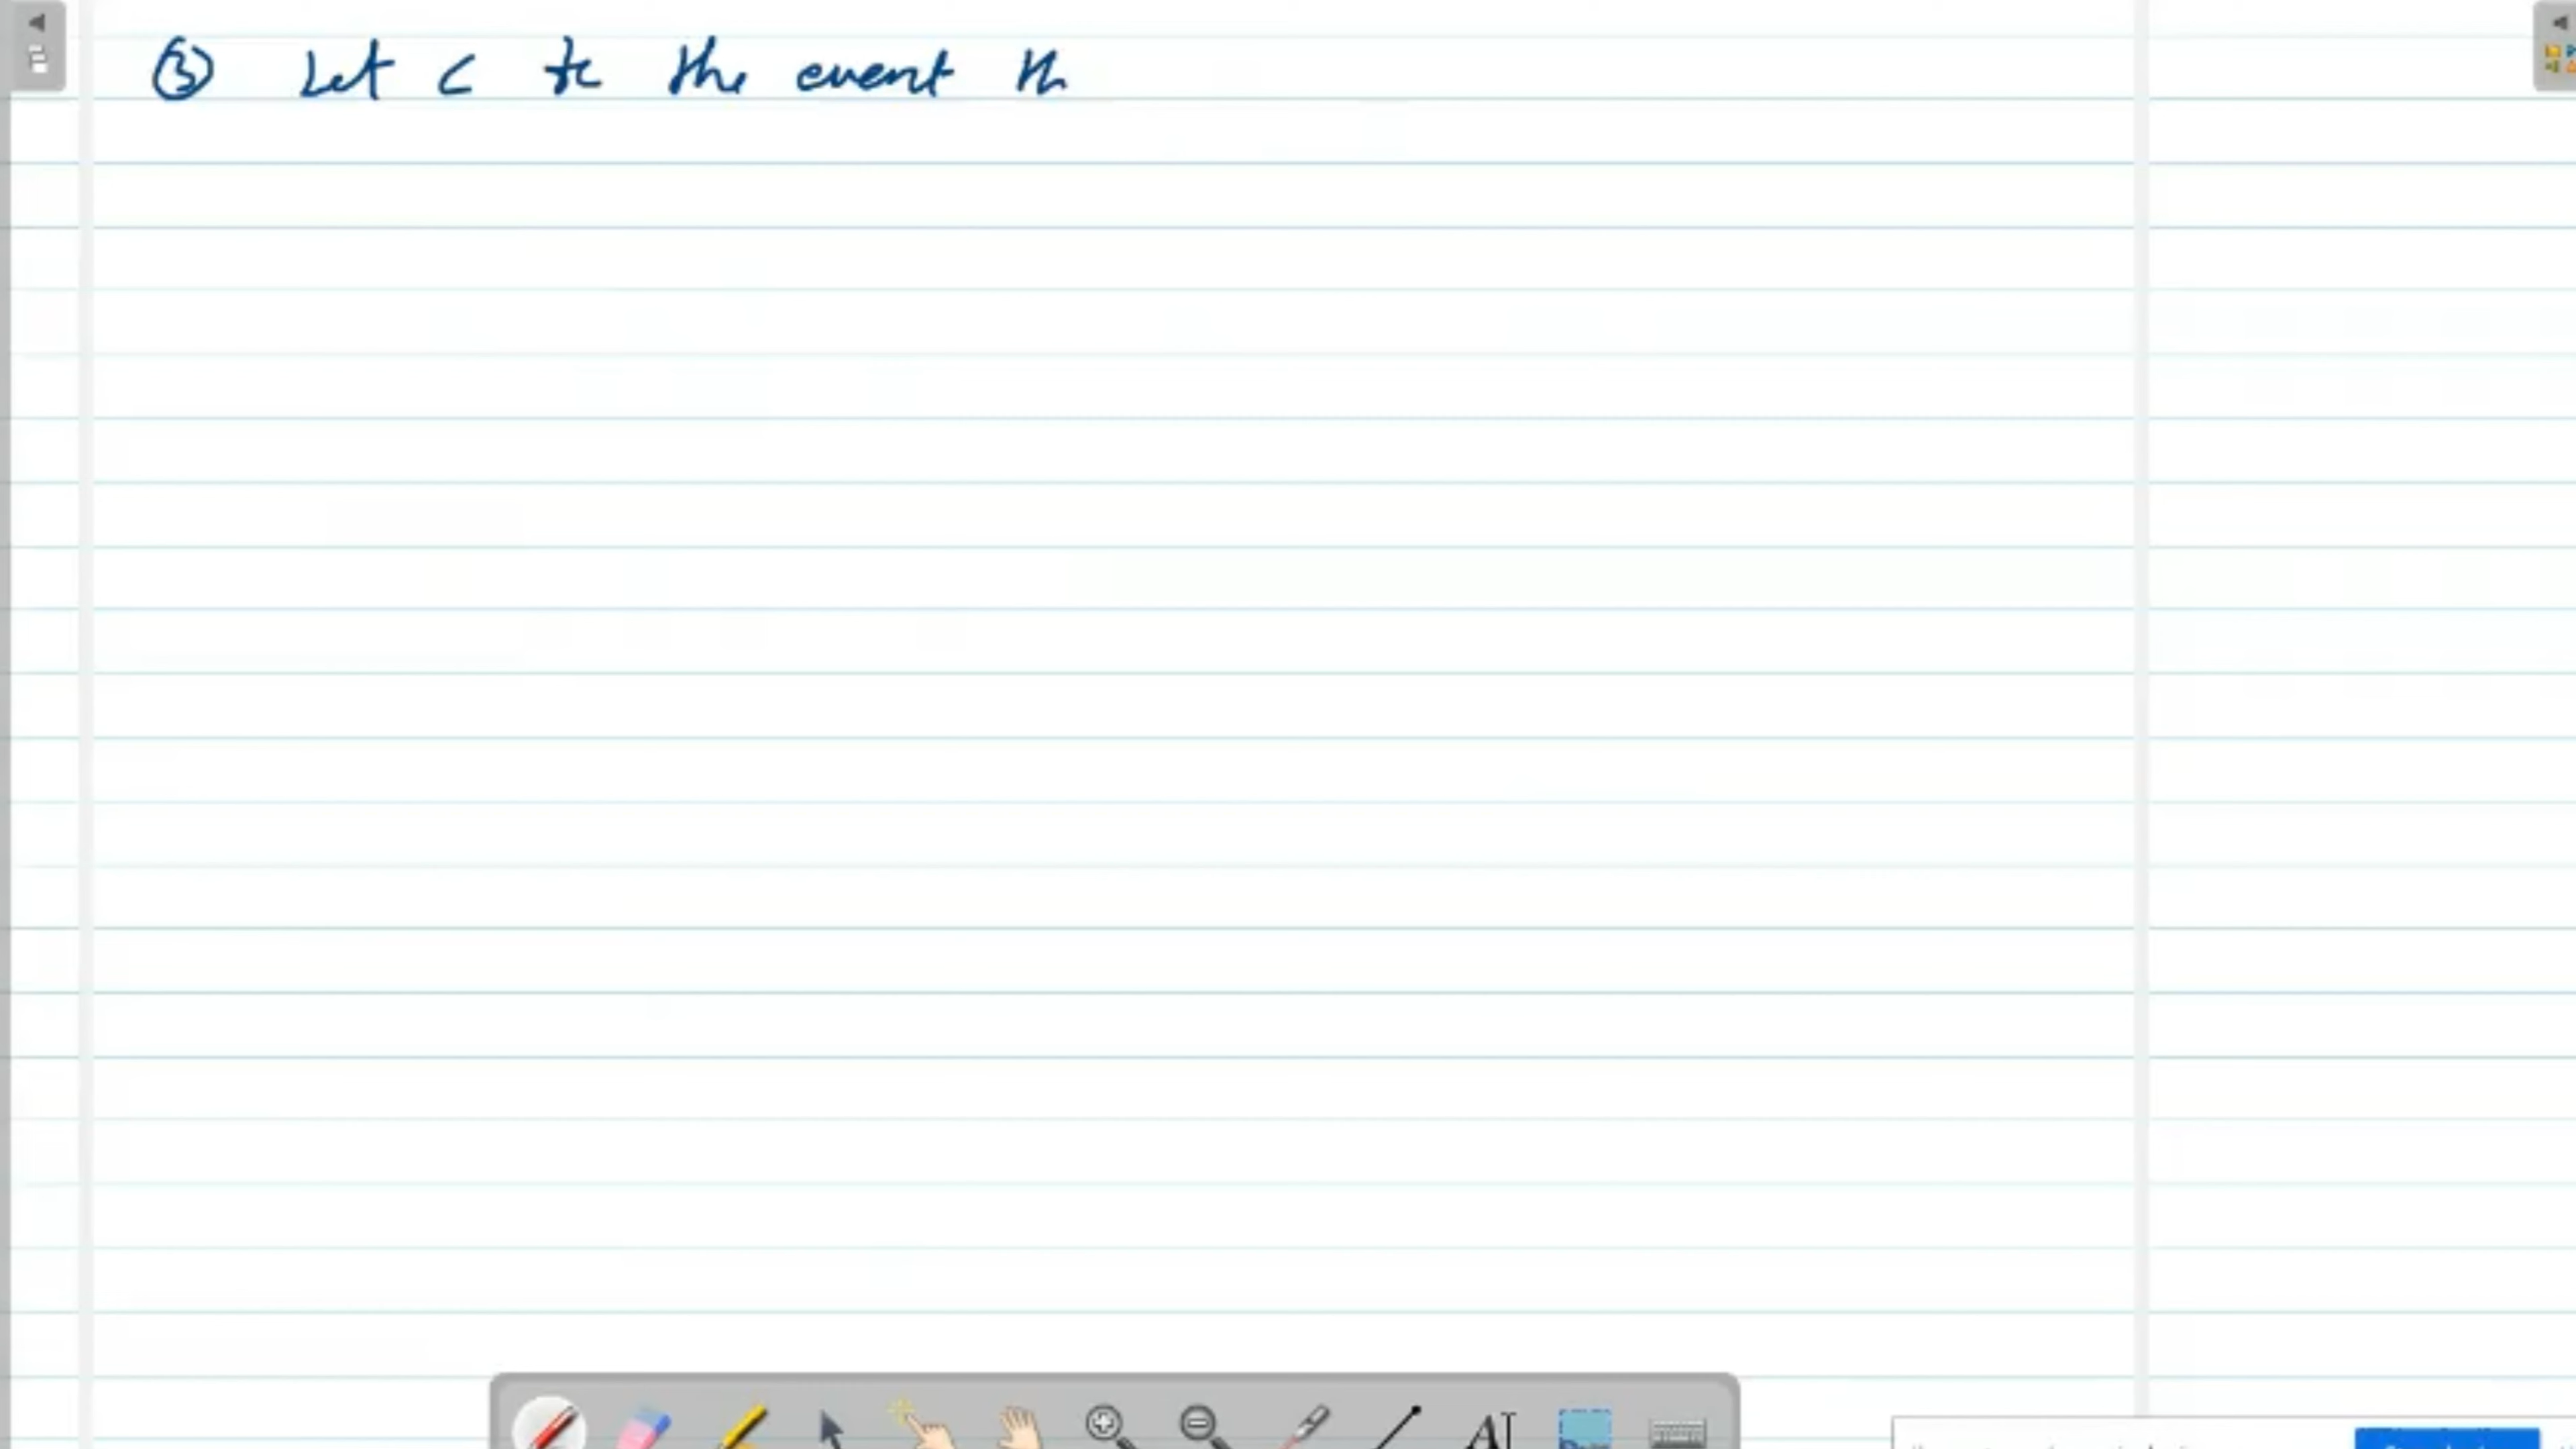 ③ Let C be the event th